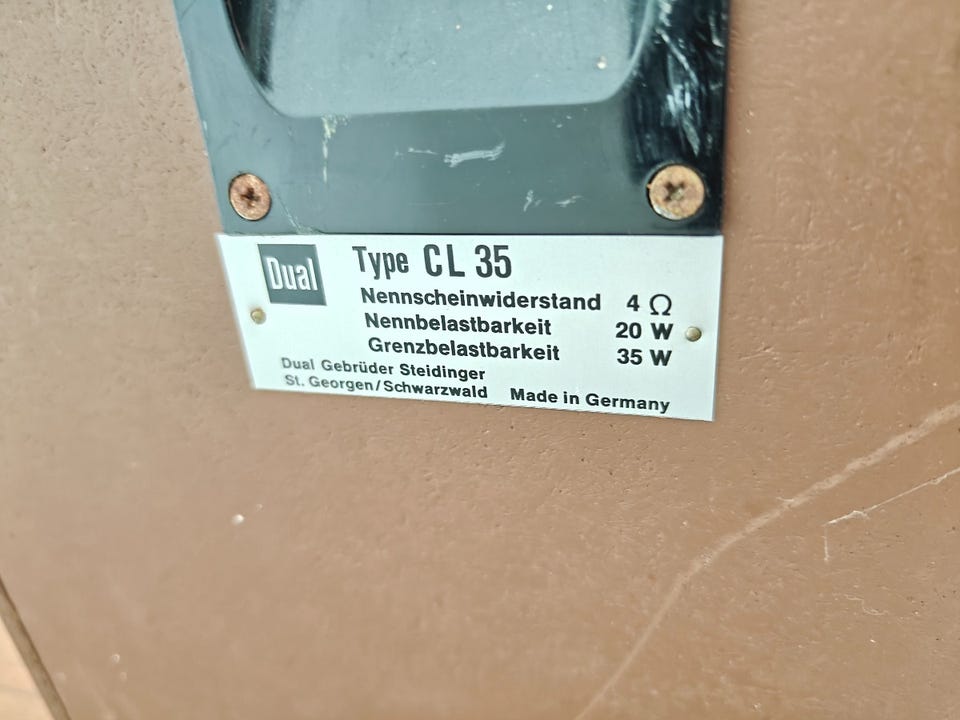 Dual Type CL 35
Nennscheinwiderstand 4 Ω
Nennbelastbarkeit 20 W
Grenzbelastbarkeit 35 W
Dual Gebrüder Steidinger
St. Georgen/Schwarzwald Made in Germany